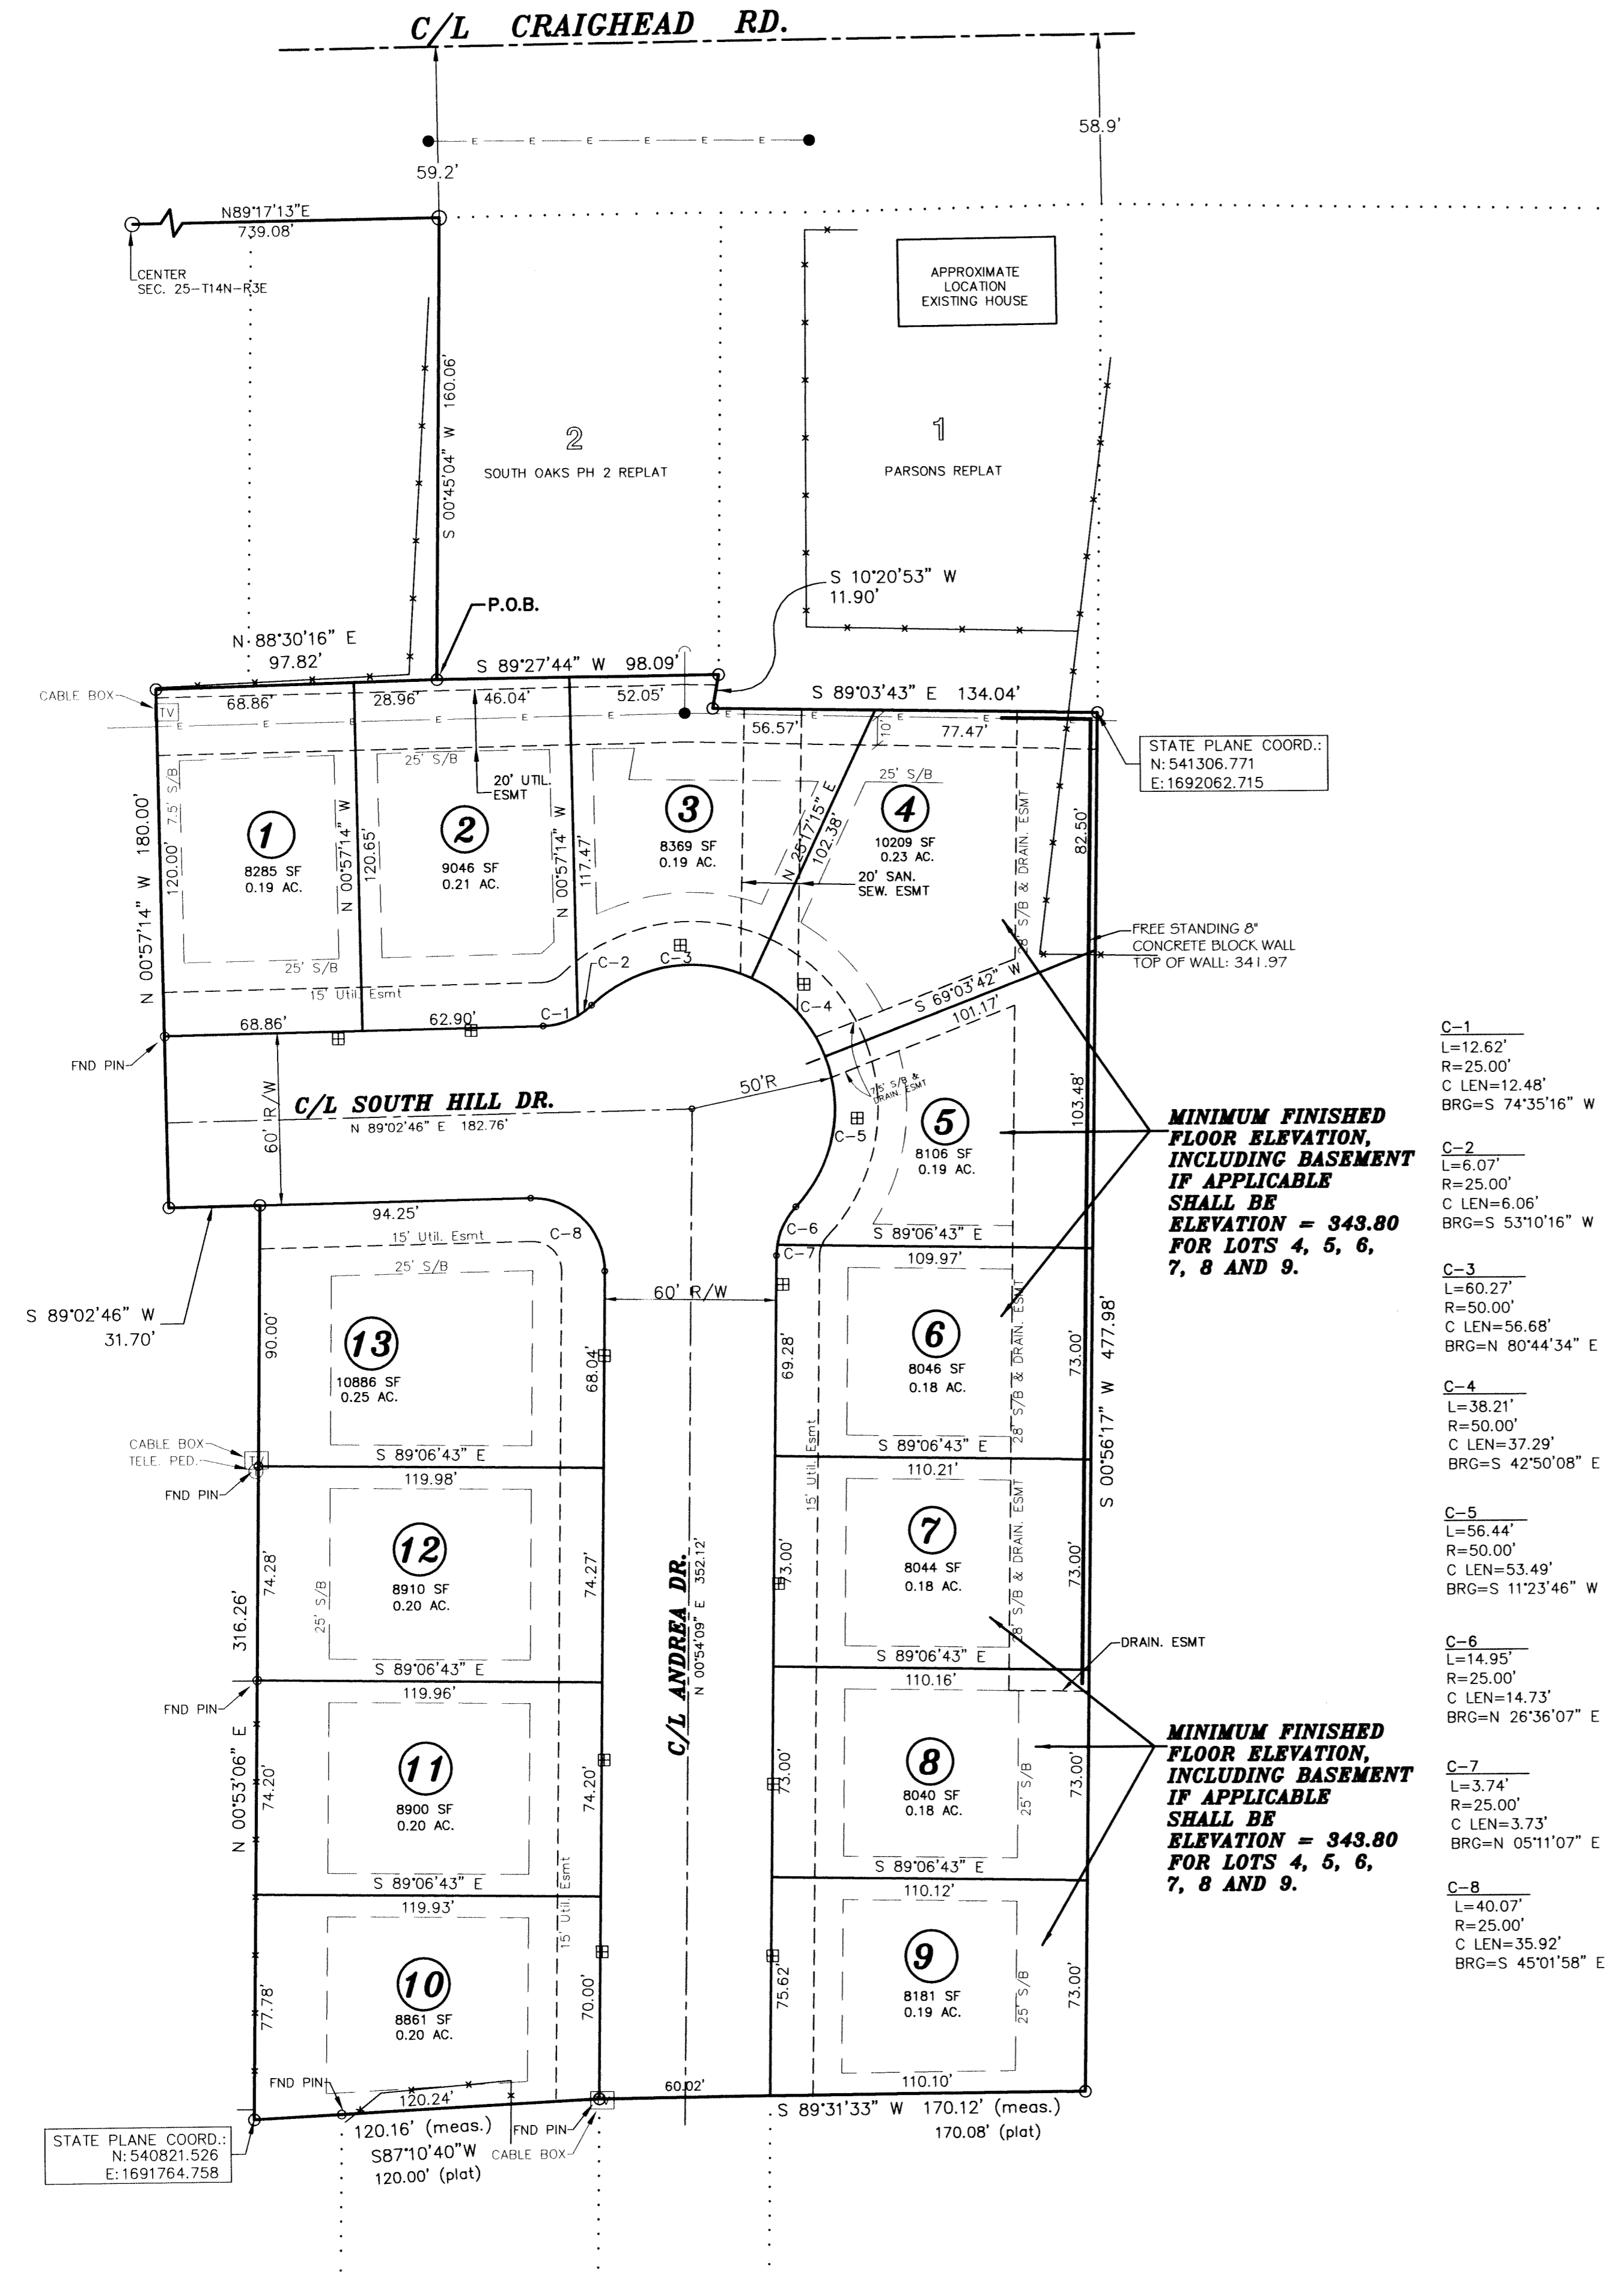 C/L CRAIGHEAD RD.
58.9'
E E E E E E
59.2'
N89°17'13"E
739.08'
CENTER
SEC. 25-T14N-R3E
APPROXIMATE
LOCATION
EXISTING HOUSE
S 00°45'04" W 160.06'
2
SOUTH OAKS PH 2 REPLAT
1
PARSONS REPLAT
S 10°20'53" W
11.90'
P.O.B.
N 88°30'16" E
97.82'
S 89°27'44" W 98.09'
S 89°03'43" E 134.04'
CABLE BOX
TV
68.86'
28.96'
46.04'
52.05'
56.57'
77.47'
10'
E E E E E E E E E E
STATE PLANE COORD.:
N: 541306.771
E: 1692062.715
25' S/B
20' UTIL.
ESMT
25' S/B
N 00°57'14" W 180.00'
120.00'
7.5' S/B
1
8285 SF
0.19 AC.
N 00°57'14" W
120.65'
2
9046 SF
0.21 AC.
N 00°57'14" W
117.47'
3
8369 SF
0.19 AC.
N 25°17'15" E
102.38'
4
10209 SF
0.23 AC.
20' SAN.
SEW. ESMT
28' S/B & DRAIN. ESMT
82.50'
FREE STANDING 8"
CONCRETE BLOCK WALL
TOP OF WALL: 341.97
25' S/B
15' Util. Esmt
C-2
C-3
C-4
C-1
68.86'
62.90'
S 69°03'42" W
101.17'
FND PIN
60' R/W
C/L SOUTH HILL DR.
N 89°02'46" E 182.76'
50'R
7.5' S/B &
DRAIN. ESMT
C-5
5
8106 SF
0.19 AC.
103.48'
MINIMUM FINISHED
FLOOR ELEVATION,
INCLUDING BASEMENT
IF APPLICABLE
SHALL BE
ELEVATION = 343.80
FOR LOTS 4, 5, 6,
7, 8 AND 9.
C-1
L=12.62'
R=25.00'
C LEN=12.48'
BRG=S 74°35'16" W
C-2
L=6.07'
R=25.00'
C LEN=6.06'
BRG=S 53°10'16" W
C-3
L=60.27'
R=50.00'
C LEN=56.68'
BRG=N 80°44'34" E
C-4
L=38.21'
R=50.00'
C LEN=37.29'
BRG=S 42°50'08" E
C-5
L=56.44'
R=50.00'
C LEN=53.49'
BRG=S 11°23'46" W
C-6
L=14.95'
R=25.00'
C LEN=14.73'
BRG=N 26°36'07" E
C-7
L=3.74'
R=25.00'
C LEN=3.73'
BRG=N 05°11'07" E
C-8
L=40.07'
R=25.00'
C LEN=35.92'
BRG=S 45°01'58" E
94.25'
15' Util. Esmt
C-8
C-6
C-7
S 89°06'43" E
109.97'
25' S/B
60' R/W
S 89°02'46" W
31.70'
90.00'
13
10886 SF
0.25 AC.
68.04'
69.28'
6
8046 SF
0.18 AC.
28' S/B & DRAIN. ESMT
73.00'
S 00°56'17" W 477.98'
CABLE BOX
TELE. PED.
FND PIN
S 89°06'43" E
119.98'
S 89°06'43" E
110.21'
15' Util. Esmt
316.26'
74.28'
25' S/B
12
8910 SF
0.20 AC.
74.27'
C/L ANDREA DR.
N 00°54'09" E 352.12'
73.00'
7
8044 SF
0.18 AC.
28' S/B & DRAIN. ESMT
73.00'
DRAIN. ESMT
S 89°06'43" E
119.96'
S 89°06'43" E
110.16'
FND PIN
N 00°53'06" E
74.20'
11
8900 SF
0.20 AC.
74.20'
73.00'
8
8040 SF
0.18 AC.
25' S/B
73.00'
MINIMUM FINISHED
FLOOR ELEVATION,
INCLUDING BASEMENT
IF APPLICABLE
SHALL BE
ELEVATION = 343.80
FOR LOTS 4, 5, 6,
7, 8 AND 9.
S 89°06'43" E
119.93'
S 89°06'43" E
110.12'
15' Util. Esmt
77.78'
10
8861 SF
0.20 AC.
70.00'
75.62'
9
8181 SF
0.19 AC.
25' S/B
73.00'
FND PIN
120.24'
60.02'
110.10'
120.16' (meas.)
S87°10'40"W
120.00' (plat)
FND PIN
CABLE BOX
S 89°31'33" W 170.12' (meas.)
170.08' (plat)
STATE PLANE COORD.:
N: 540821.526
E: 1691764.758